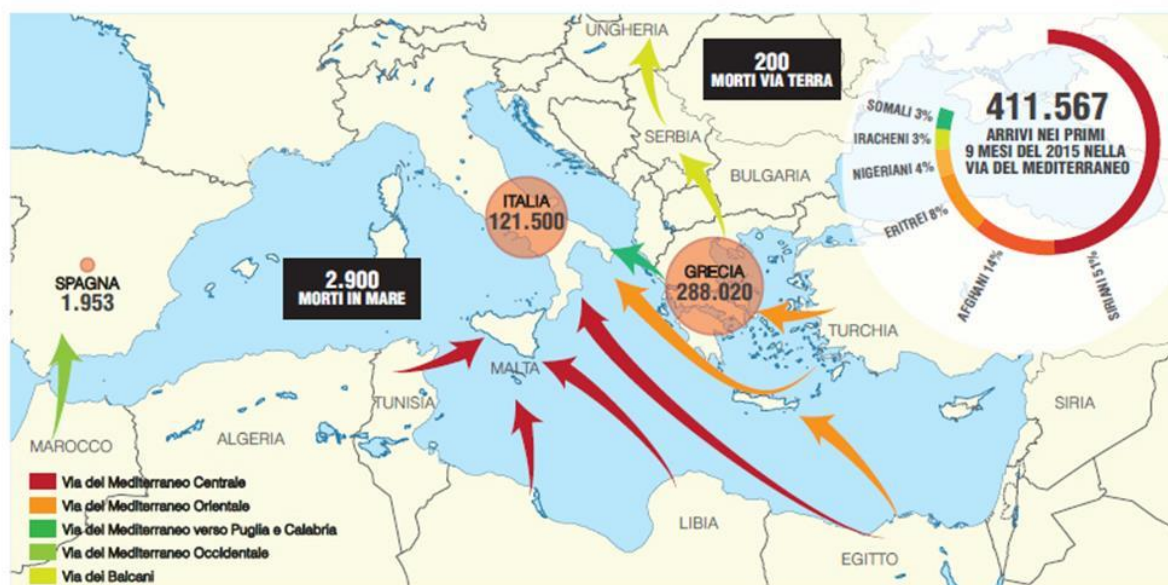 UNGHERIA
200
MORTI VIA TERRA
SERBIA
BULGARIA
411.567
ARRIVI NEI PRIMI
9 MESI DEL 2015 NELLA
VIA DEL MEDITERRANEO
SOMALI 3%
IRACHENI 3%
NIGERIANI 4%
ERITREI 8%
AFGHANI 14%
SIRIANI 51%
ITALIA
121.500
SPAGNA
1.953
2.900
MORTI IN MARE
GRECIA
288.020
TURCHIA
MALTA
TUNISIA
SIRIA
MAROCCO
ALGERIA
LIBIA
EGITTO
Via del Mediterraneo Centrale
Via del Mediterraneo Orientale
Via del Mediterraneo verso Puglia e Calabria
Via del Mediterraneo Occidentale
Via dei Balcani